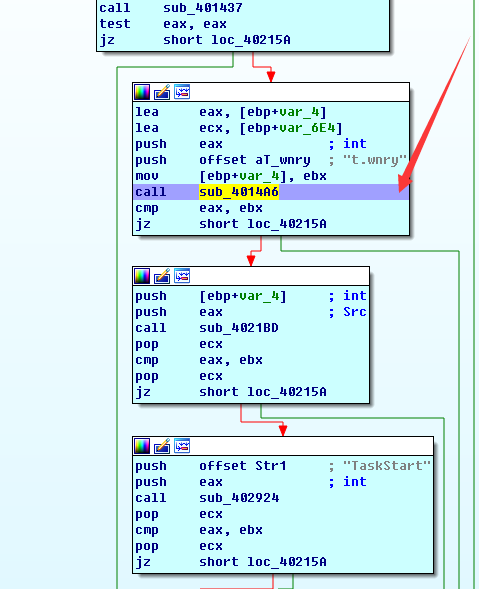 call sub_401437
test eax, eax
jz short loc_40215A
lea eax, [ebp+var_4]
lea ecx, [ebp+var_6E4]
push eax ; int
push offset aT_wnry ; "t.wnry"
mov [ebp+var_4], ebx
call sub_4014A6
cmp eax, ebx
jz short loc_40215A
push [ebp+var_4] ; int
push eax ; Src
call sub_4021BD
pop ecx
cmp eax, ebx
pop ecx
jz short loc_40215A
push offset Str1 ; "TaskStart"
push eax ; int
call sub_402924
pop ecx
cmp eax, ebx
pop ecx
jz short loc_40215A